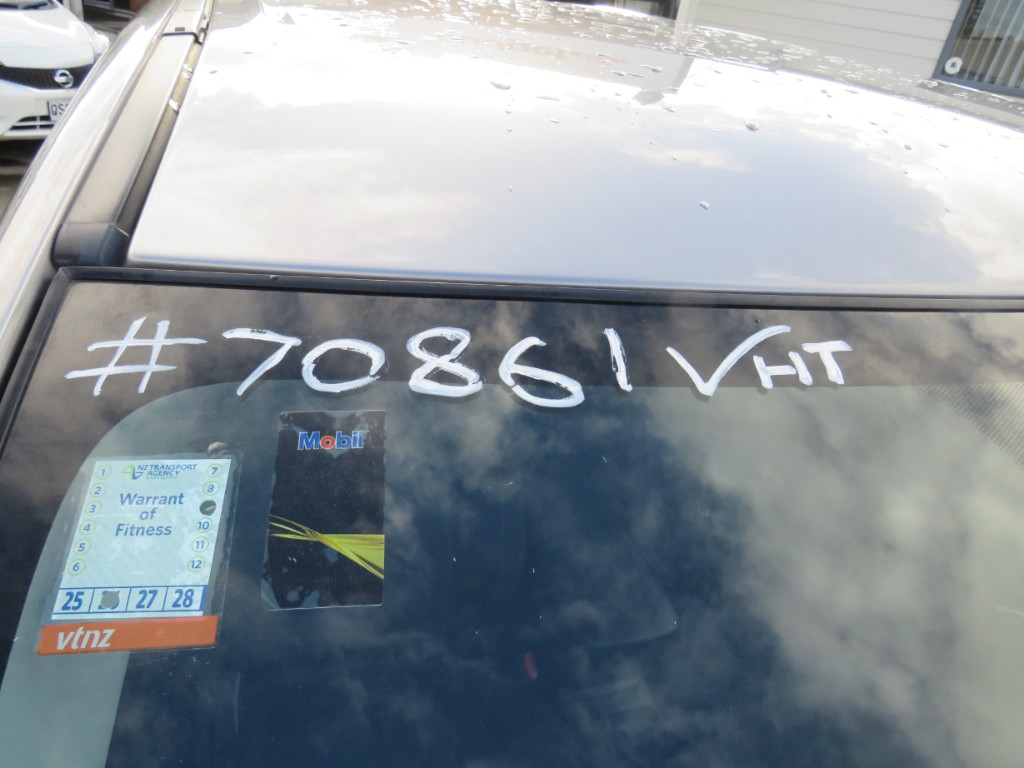 #70861 VHT
Mobil
NZ TRANSPORT
AGENCY
Warrant
of
Fitness
1 7
2 8
3
4 10
5 11
6 12
25 27 28
vtnz